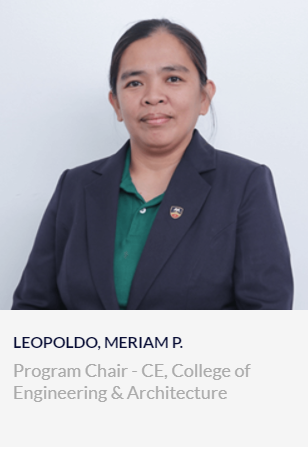 LEOPOLDO, MERIAM P.
Program Chair - CE, College of
Engineering & Architecture